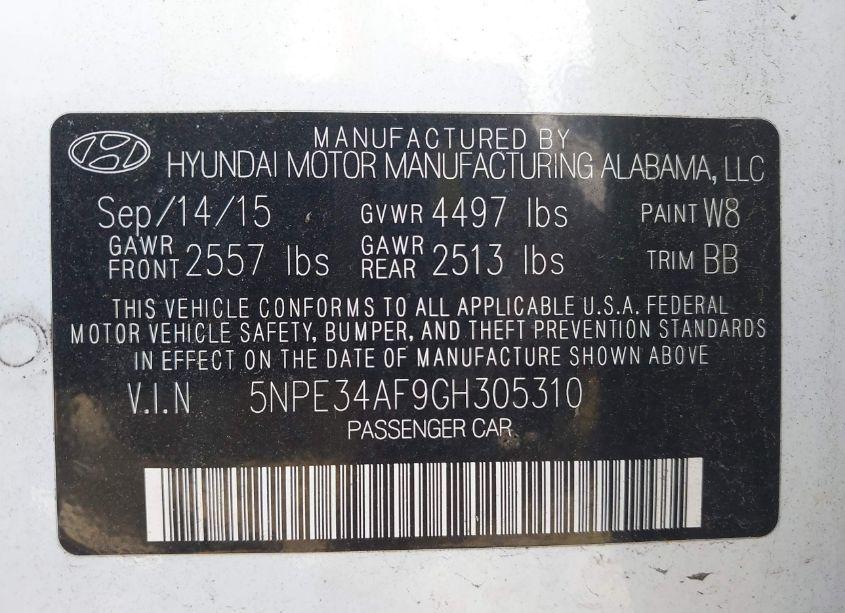 MANUFACTURED BY
HYUNDAI MOTOR MANUFACTURING ALABAMA, LLC
Sep/14/15 GVWR 4497 lbs PAINT W8
GAWR FRONT 2557 lbs GAWR REAR 2513 lbs TRIM BB
THIS VEHICLE CONFORMS TO ALL APPLICABLE U.S.A. FEDERAL
MOTOR VEHICLE SAFETY, BUMPER, AND THEFT PREVENTION STANDARDS
IN EFFECT ON THE DATE OF MANUFACTURE SHOWN ABOVE
V.I.N 5NPE34AF9GH305310
PASSENGER CAR